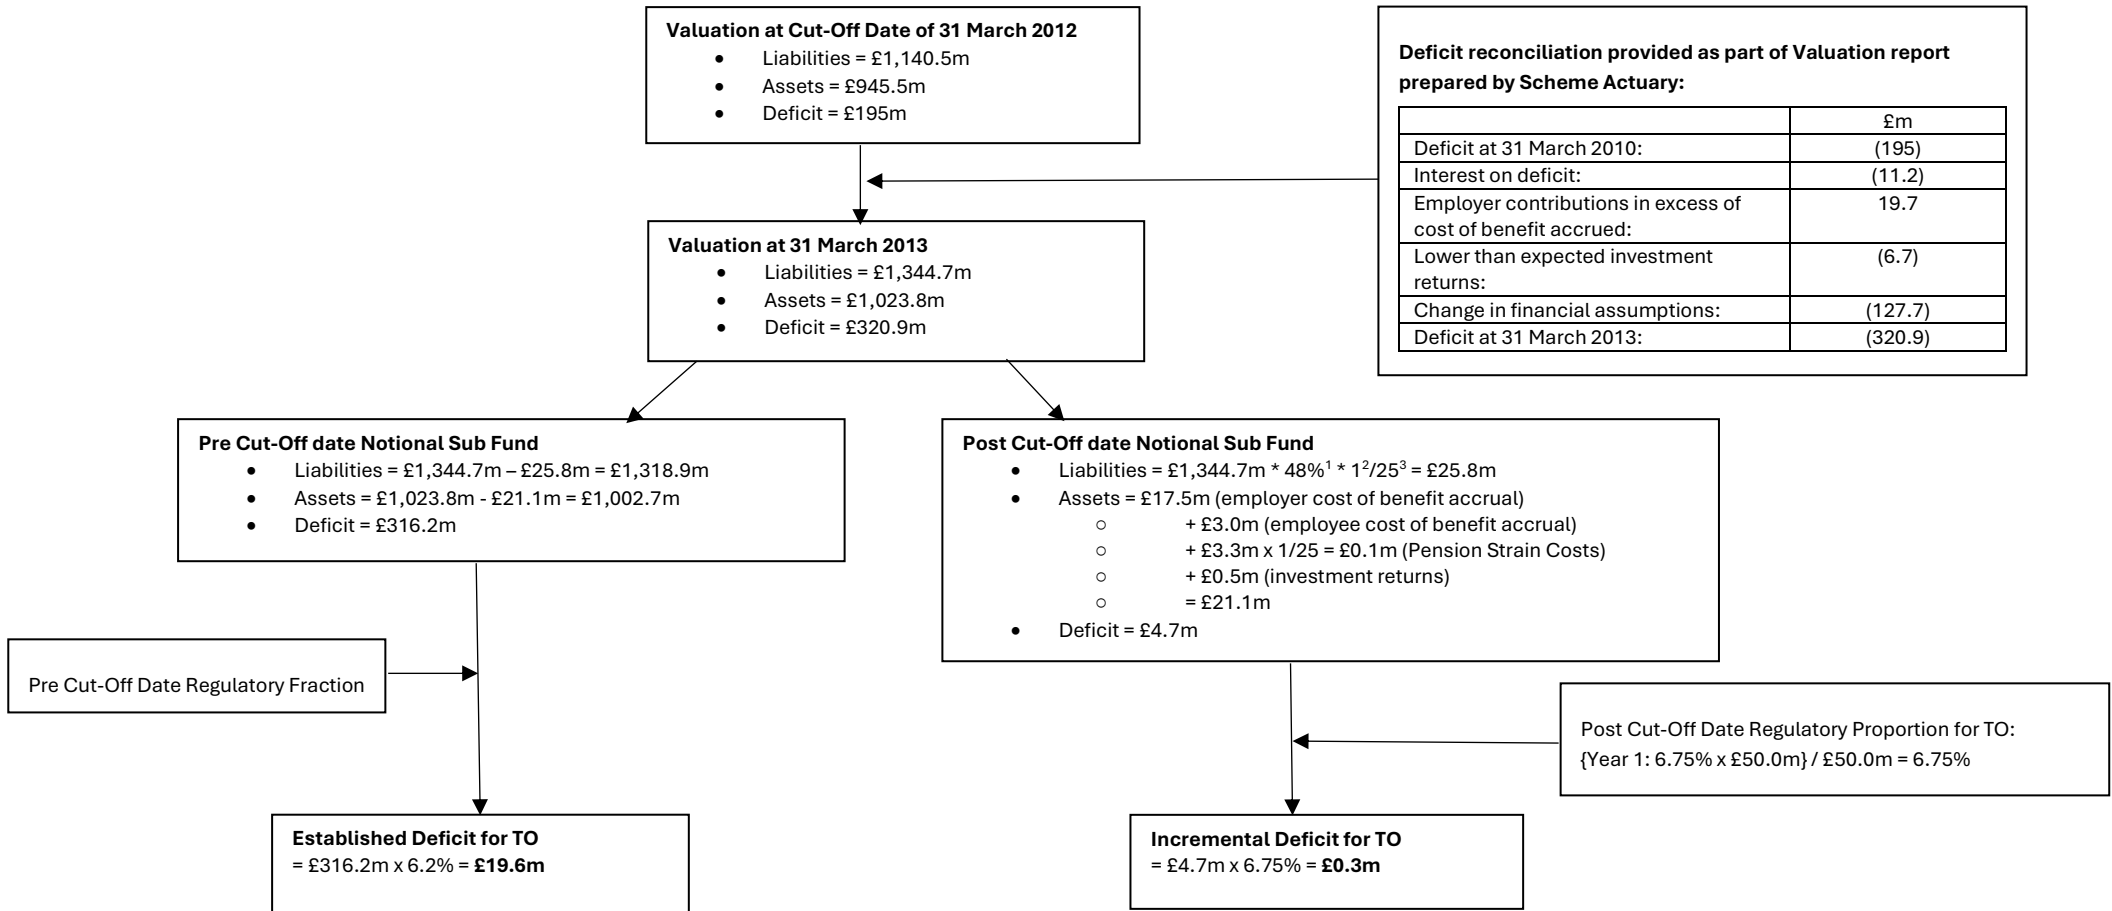 Valuation at Cut-Off Date of 31 March 2012
• Liabilities = £1,140.5m
• Assets = £945.5m
• Deficit = £195m
Deficit reconciliation provided as part of Valuation report
prepared by Scheme Actuary:
£m
Deficit at 31 March 2010: (195)
Interest on deficit: (11.2)
Employer contributions in excess of 19.7
cost of benefit accrued:
Lower than expected investment (6.7)
returns:
Change in financial assumptions: (127.7)
Deficit at 31 March 2013: (320.9)
Valuation at 31 March 2013
• Liabilities = £1,344.7m
• Assets = £1,023.8m
• Deficit = £320.9m
Pre Cut-Off date Notional Sub Fund
• Liabilities = £1,344.7m – £25.8m = £1,318.9m
• Assets = £1,023.8m - £21.1m = £1,002.7m
• Deficit = £316.2m
Post Cut-Off date Notional Sub Fund
• Liabilities = £1,344.7m * 48%¹ * 1²/25³ = £25.8m
• Assets = £17.5m (employer cost of benefit accrual)
○ + £3.0m (employee cost of benefit accrual)
○ + £3.3m x 1/25 = £0.1m (Pension Strain Costs)
○ + £0.5m (investment returns)
○ = £21.1m
• Deficit = £4.7m
Pre Cut-Off Date Regulatory Fraction
Post Cut-Off Date Regulatory Proportion for TO:
{Year 1: 6.75% x £50.0m} / £50.0m = 6.75%
Established Deficit for TO
= £316.2m x 6.2% = £19.6m
Incremental Deficit for TO
= £4.7m x 6.75% = £0.3m